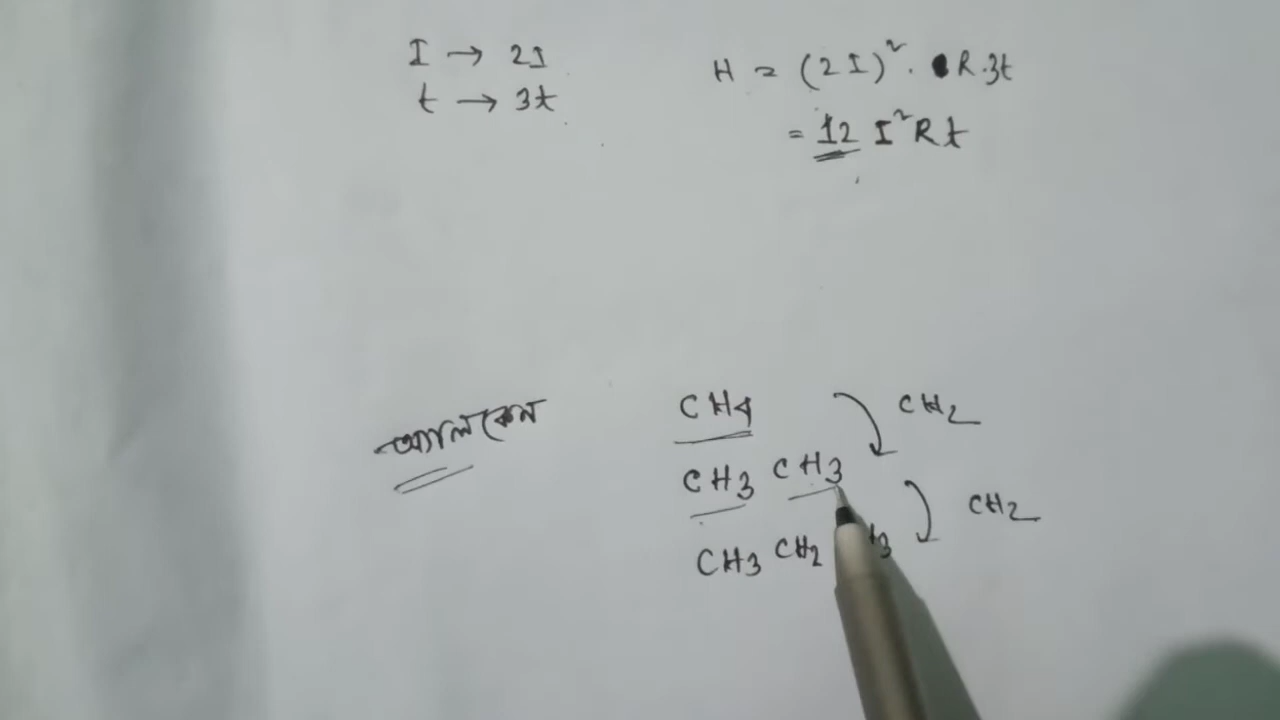 I → 2I
t → 3t
H = (2I)². R.3t
= 12 I²Rt
অ্যালকেন
CH4
CH2
CH3 CH3
CH2
CH3 CH2